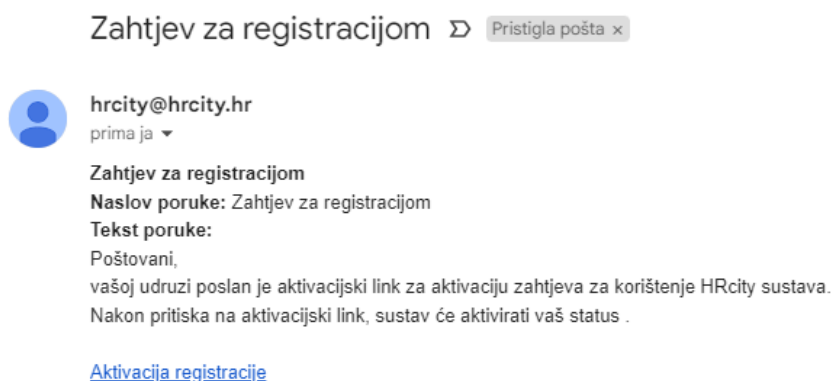 Zahtjev za registracijom Pristigla pošta ×
hrcity@hrcity.hr
prima ja
Zahtjev za registracijom
Naslov poruke: Zahtjev za registracijom
Tekst poruke:
Poštovani,
vašoj udruzi poslan je aktivacijski link za aktivaciju zahtjeva za korištenje HRcity sustava.
Nakon pritiska na aktivacijski link, sustav će aktivirati vaš status .
Aktivacija registracije